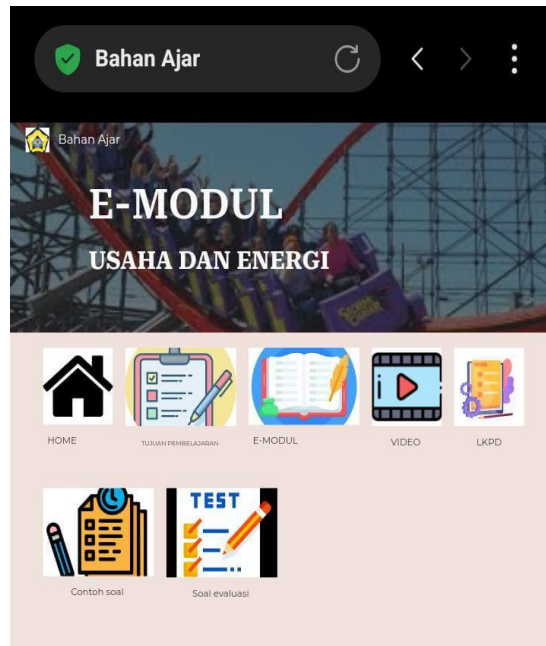 Bahan Ajar
Bahan Ajar
E-MODUL
USAHA DAN ENERGI
HOME
TUJUAN PEMBELAJARAN
E-MODUL
VIDEO
LKPD
TEST
Contoh soal
Soal evaluasi